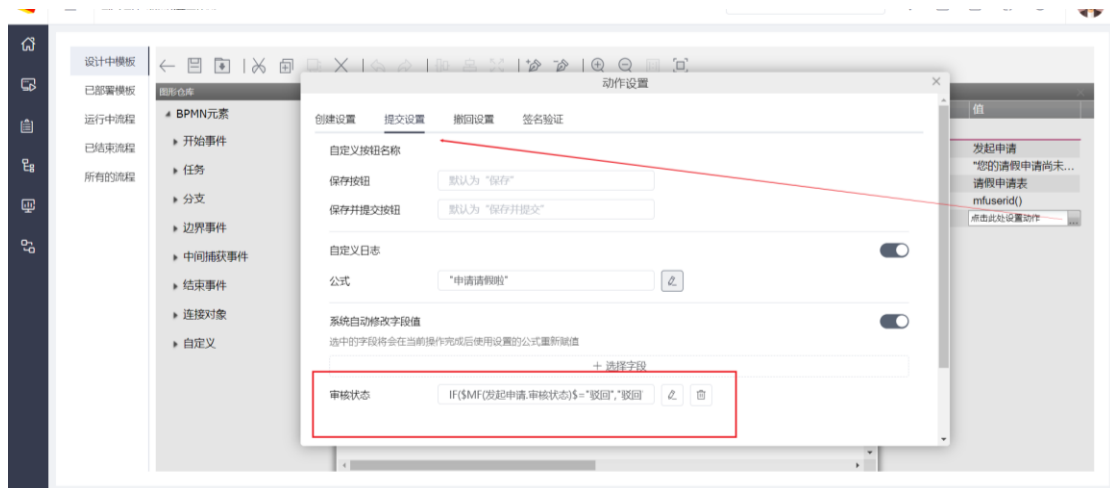 设计中模板
已部署模板
运行中流程
已结束流程
所有的流程
图形仓库
BPMN元素
开始事件
任务
分支
边界事件
中间捕获事件
结束事件
连接对象
自定义
动作设置
创建设置 提交设置 撤回设置 签名验证
自定义按钮名称
保存按钮 默认为 "保存"
保存并提交按钮 默认为 "保存并提交"
自定义日志
公式 "申请请假啦"
系统自动修改字段值
选中的字段将会在当前操作完成后使用设置的公式重新赋值
+ 选择字段
审核状态 IF($MF(发起申请.审核状态)$="驳回","驳回
值
发起申请
"您的请假申请尚未...
请假申请表
mfuserid()
点击此处设置动作 ...